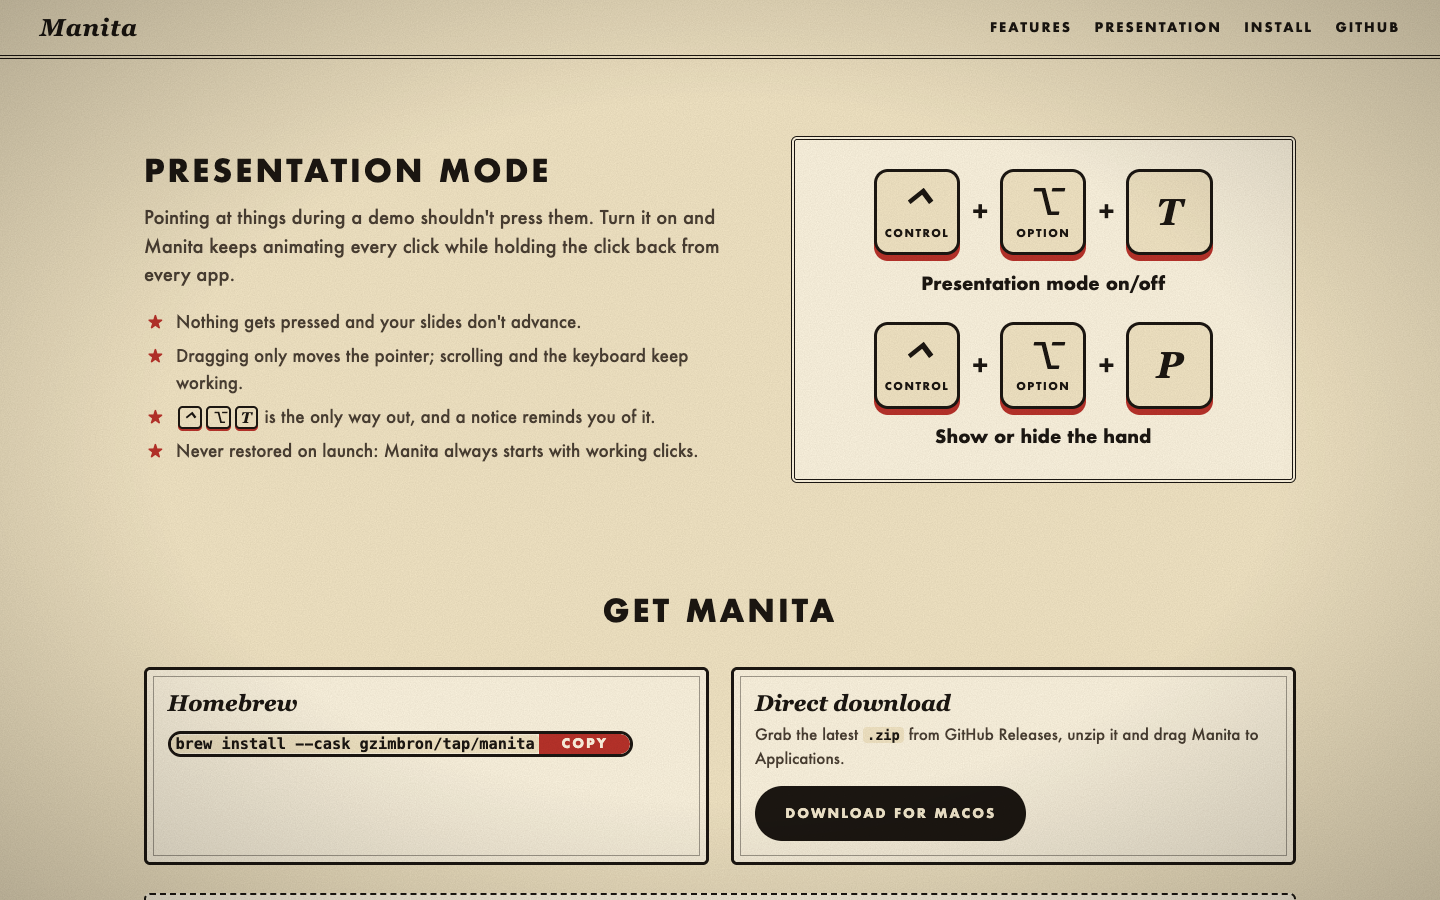 Manita
FEATURES PRESENTATION INSTALL GITHUB
PRESENTATION MODE
Pointing at things during a demo shouldn't press them. Turn it on and
Manita keeps animating every click while holding the click back from
every app.
★ Nothing gets pressed and your slides don't advance.
★ Dragging only moves the pointer; scrolling and the keyboard keep
working.
★ ⌃ ⌥ T is the only way out, and a notice reminds you of it.
★ Never restored on launch: Manita always starts with working clicks.
⌃ CONTROL + ⌥ OPTION + T
Presentation mode on/off
⌃ CONTROL + ⌥ OPTION + P
Show or hide the hand
GET MANITA
Homebrew
brew install --cask gzimbron/tap/manita COPY
Direct download
Grab the latest .zip from GitHub Releases, unzip it and drag Manita to
Applications.
DOWNLOAD FOR MACOS